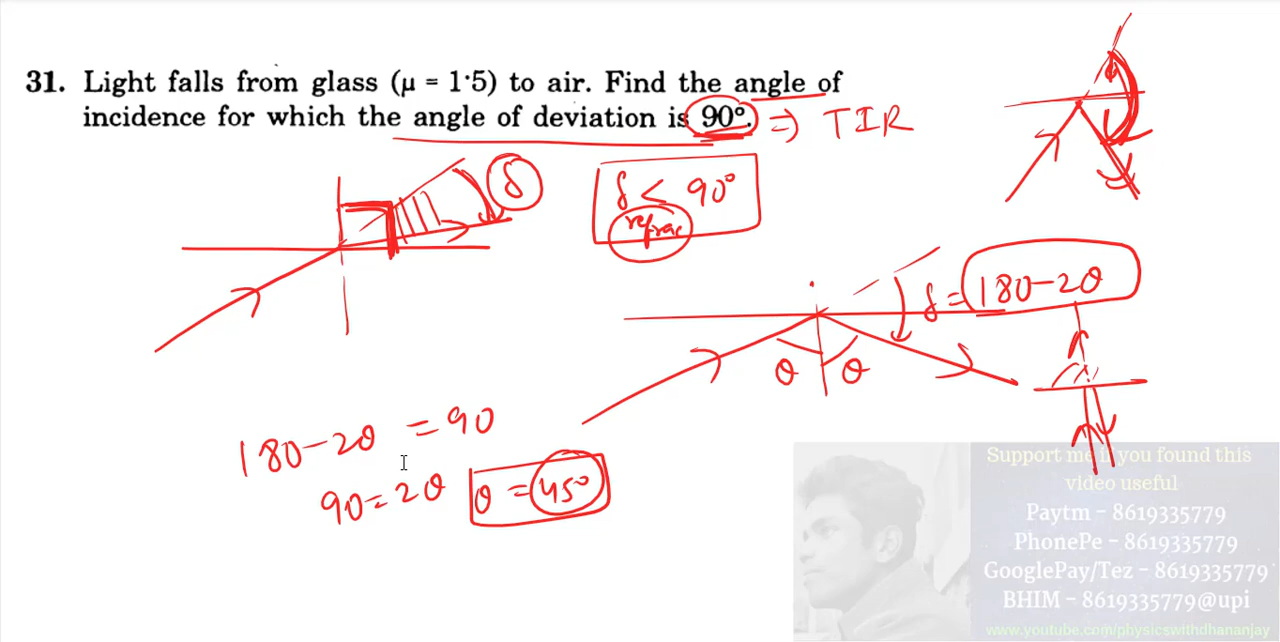 31. Light falls from glass (μ = 1·5) to air. Find the angle of
incidence for which the angle of deviation is 90°. ⇒ TIR
δ
δ < 90°
refrac
δ = 180-2θ
θ θ
180-2θ = 90
90=2θ θ = 45°
Support me if you found this
video useful
Paytm - 8619335779
PhonePe - 8619335779
GooglePay/Tez - 8619335779
BHIM - 8619335779@upi
www.youtube.com/physicswithdhananjay